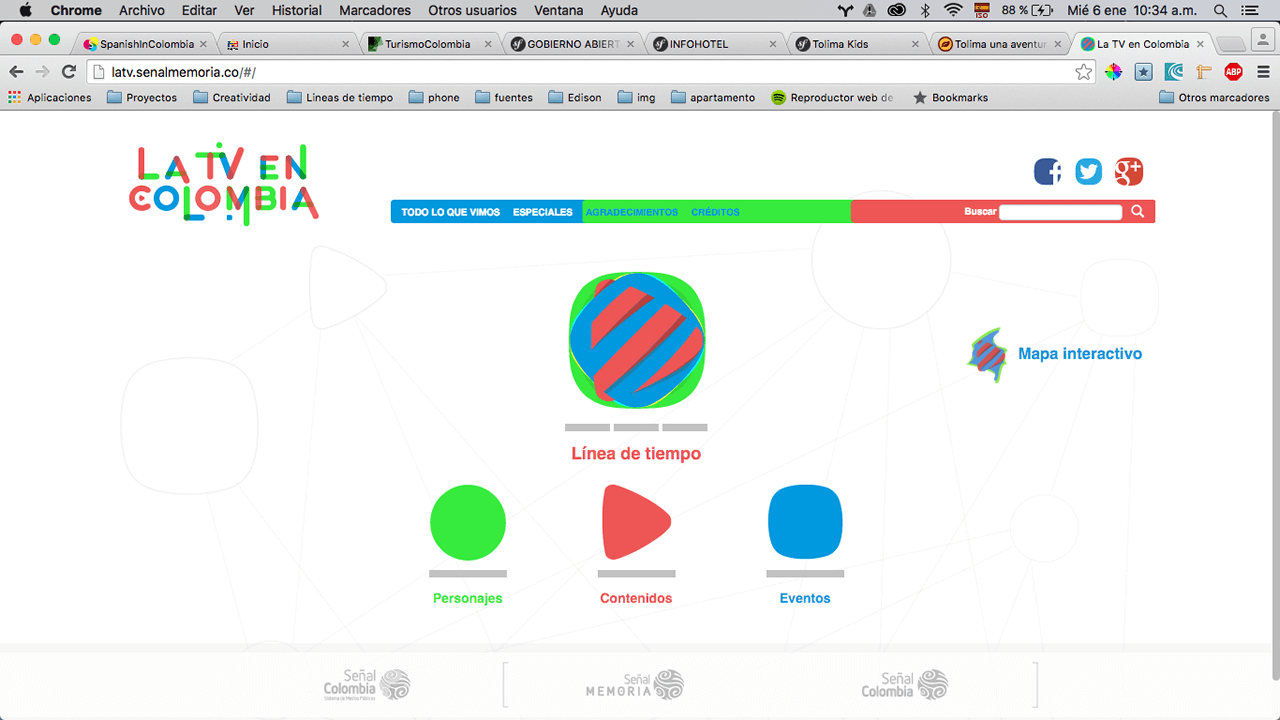 Chrome Archivo Editar Ver Historial Marcadores Otros usuarios Ventana Ayuda ISO 88 % Mié 6 ene 10:34 a.m.
SpanishInColombia Inicio TurismoColombia GOBIERNO ABIERT INFOHOTEL Tolima Kids Tolima una aventur La TV en Colombia
latv.senalmemoria.co/#/ ABP
Aplicaciones Proyectos Creatividad Lineas de tiempo phone fuentes Edison img apartamento Reproductor web de Bookmarks Otros marcadores
LA TV EN
COLOMBIA
f g+
TODO LO QUE VIMOS ESPECIALES AGRADECIMIENTOS CRÉDITOS Buscar
Mapa interactivo
Línea de tiempo
Personajes Contenidos Eventos
Señal Colombia
Sistema de Medios Públicos
Señal MEMORIA
Señal Colombia